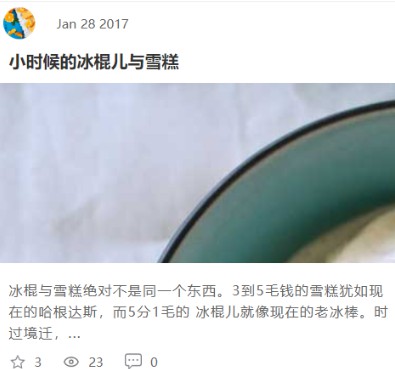 Jan 28 2017
小时候的冰棍儿与雪糕
冰棍与雪糕绝对不是同一个东西。3到5毛钱的雪糕犹如现
在的哈根达斯，而5分1毛的 冰棍儿就像现在的老冰棒。时
过境迁，...
3 23 0